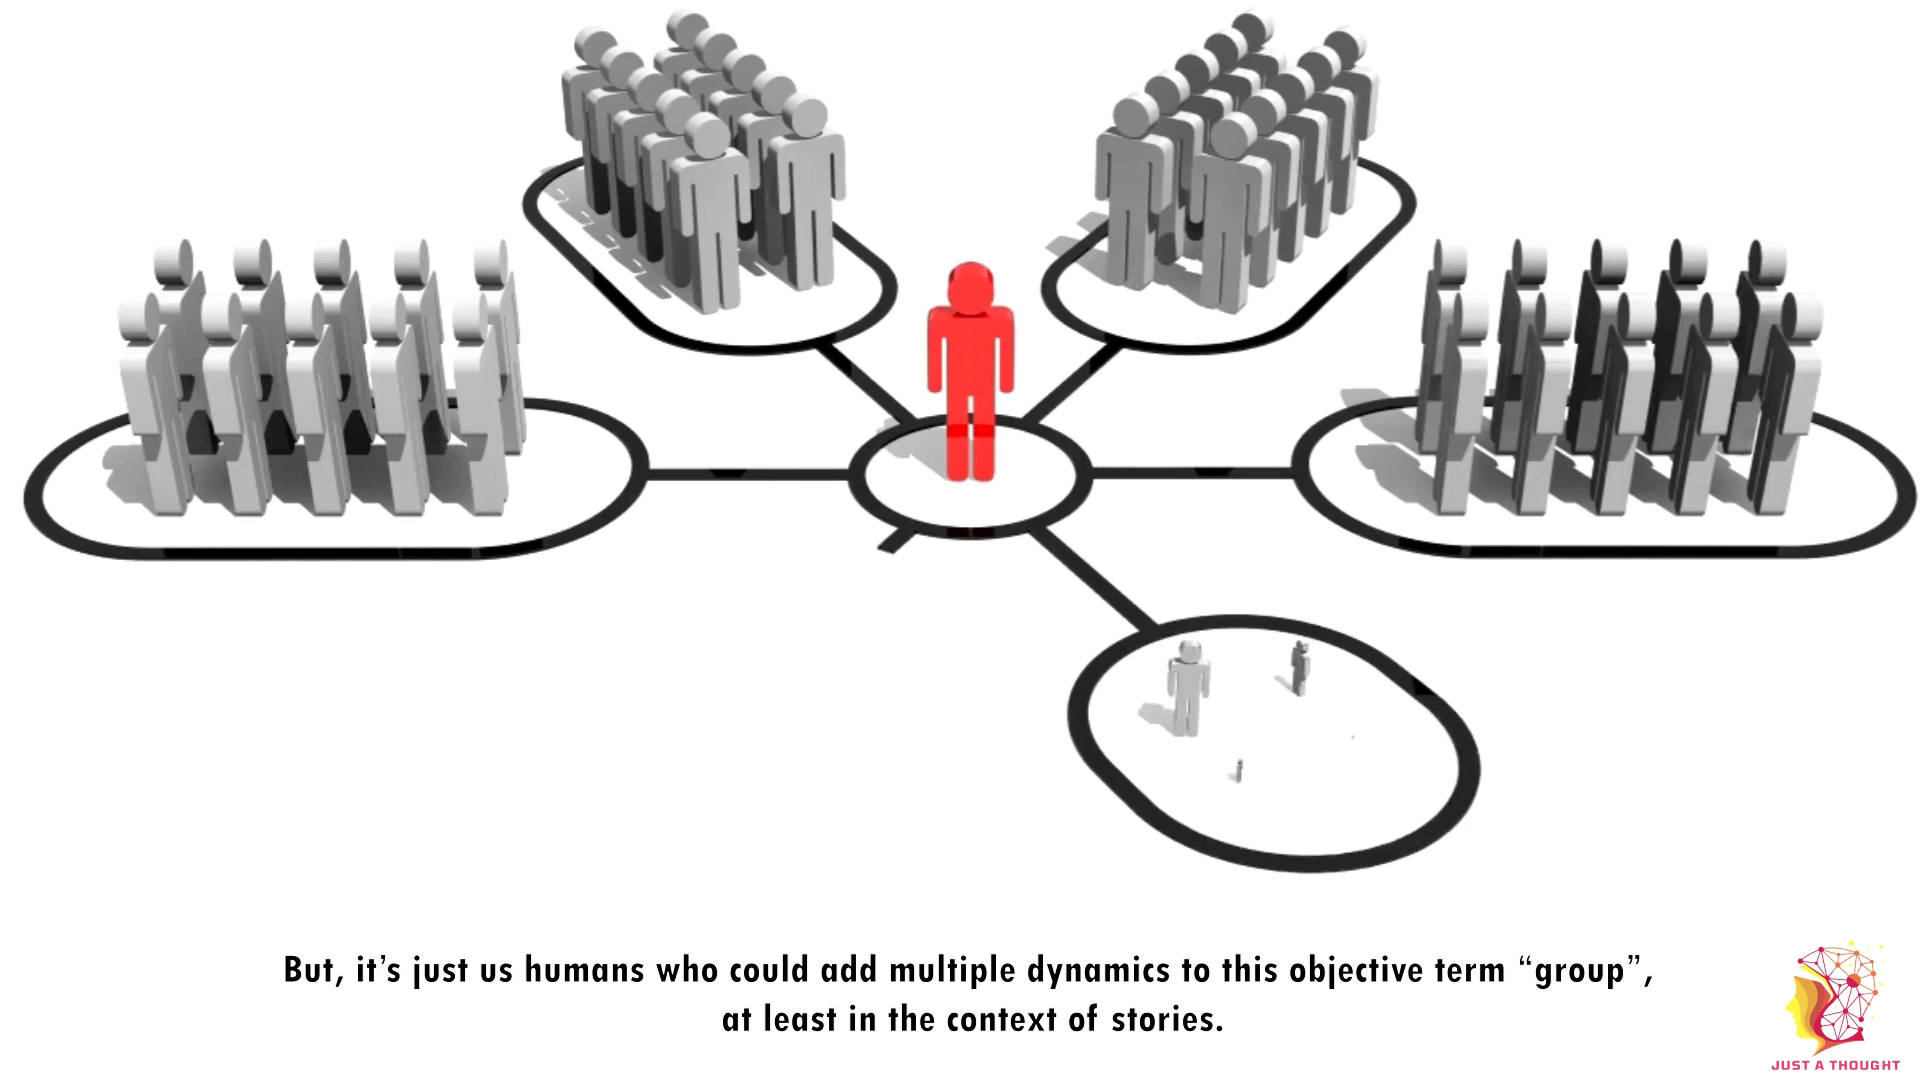 But, it’s just us humans who could add multiple dynamics to this objective term “group”,
at least in the context of stories.
JUST A THOUGHT